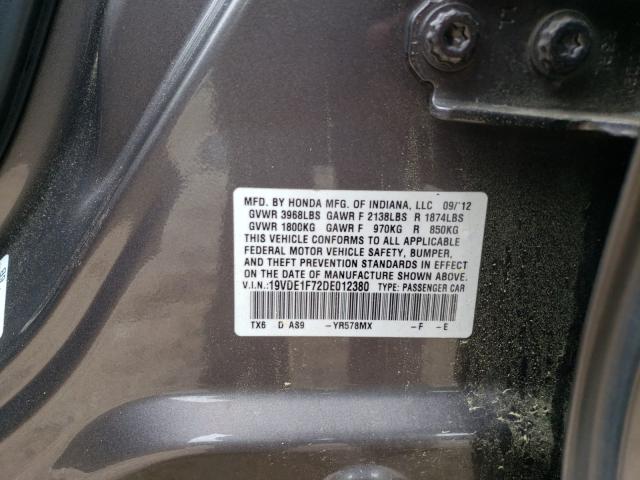 MFD. BY HONDA MFG. OF INDIANA, LLC 09/12
GVWR 3968LBS GAWR F 2138LBS R 1874LBS
GVWR 1800KG GAWR F 970KG R 850KG
THIS VEHICLE CONFORMS TO ALL APPLICABLE
FEDERAL MOTOR VEHICLE SAFETY, BUMPER,
AND THEFT PREVENTION STANDARDS IN EFFECT
ON THE DATE OF MANUFACTURE SHOWN ABOVE.
V.I.N.:19VDE1F72DE012380 TYPE: PASSENGER CAR
TX6 D AS9 -YR578MX -F -E